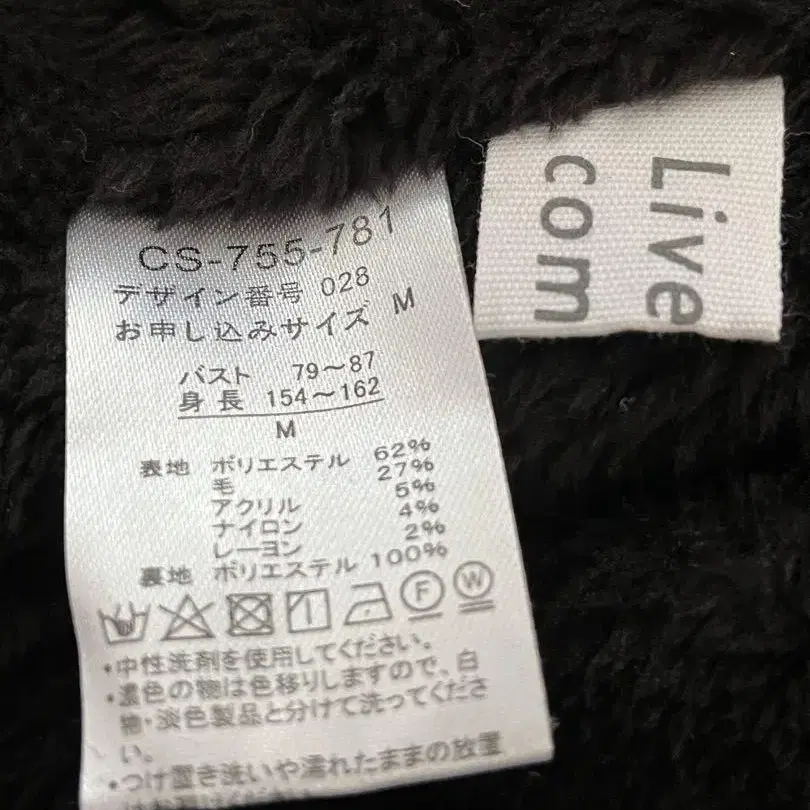 CS-755-781
デザイン番号 028
お申し込みサイズ M
バスト 79～87
身長 154～162
M
表地 ポリエステル 62%
毛 27%
アクリル 5%
ナイロン 4%
レーヨン 2%
裏地 ポリエステル 100%
F W
・中性洗剤を使用してください。
・濃色の物は色移りしますので、白
物・淡色製品と分けて洗ってくださ
い。
・つけ置き洗いや濡れたままの放置
Live
com